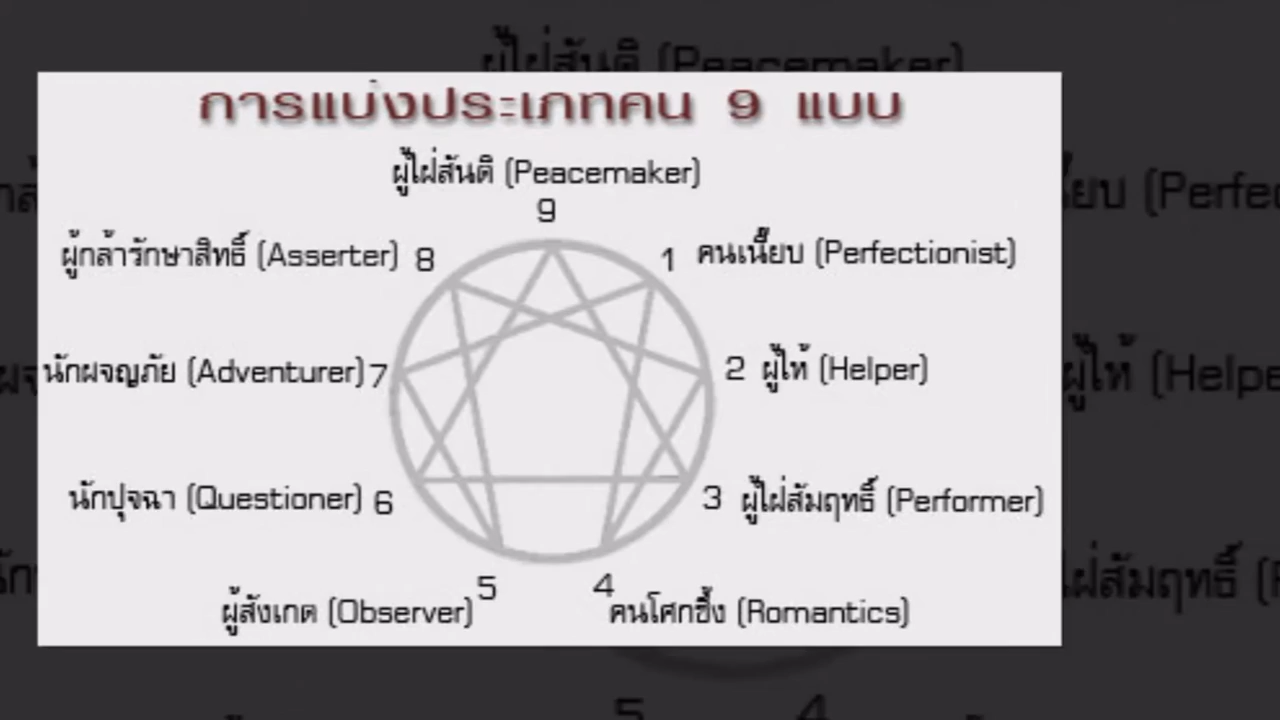 การแบ่งประเภทคน 9 แบบ
ผู้ใฝ่สันติ (Peacemaker)
9
ผู้กล้ารักษาสิทธิ์ (Asserter) 8
1 คนเนี๊ยบ (Perfectionist)
นักผจญภัย (Adventurer) 7
2 ผู้ให้ (Helper)
นักปุจฉา (Questioner) 6
3 ผู้ใฝ่สัมฤทธิ์ (Performer)
5
4
ผู้สังเกต (Observer)
คนโศกซึ้ง (Romantics)